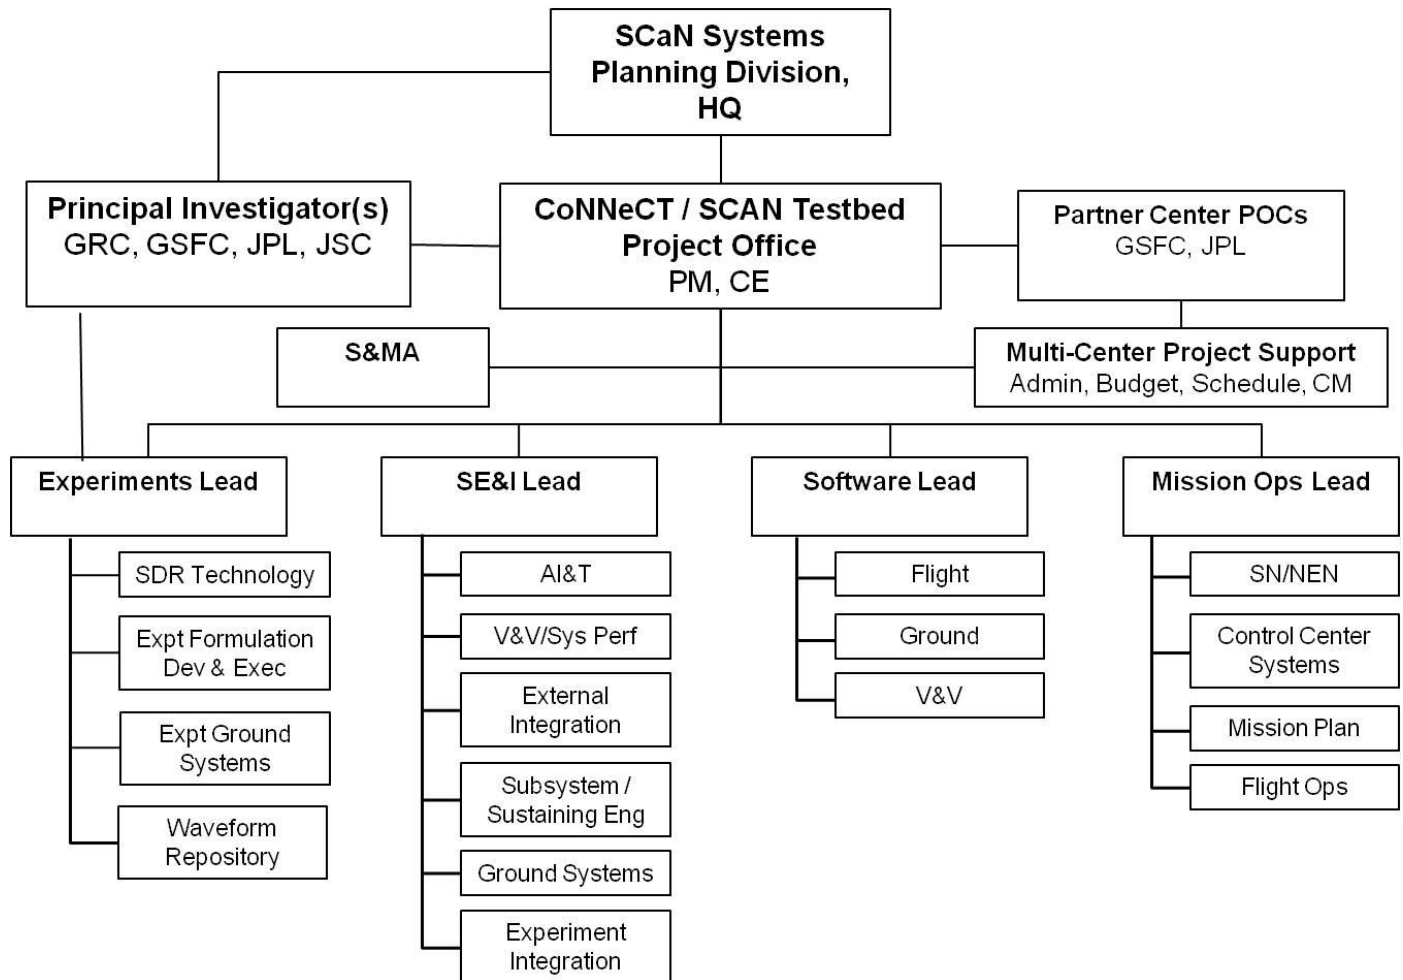 SCaN Systems
Planning Division,
HQ
Principal Investigator(s)
GRC, GSFC, JPL, JSC
CoNNeCT / SCAN Testbed
Project Office
PM, CE
Partner Center POCs
GSFC, JPL
S&MA
Multi-Center Project Support
Admin, Budget, Schedule, CM
Experiments Lead
SDR Technology
Expt Formulation
Dev & Exec
Expt Ground
Systems
Waveform
Repository
SE&I Lead
AI&T
V&V/Sys Perf
External
Integration
Subsystem /
Sustaining Eng
Ground Systems
Experiment
Integration
Software Lead
Flight
Ground
V&V
Mission Ops Lead
SN/NEN
Control Center
Systems
Mission Plan
Flight Ops